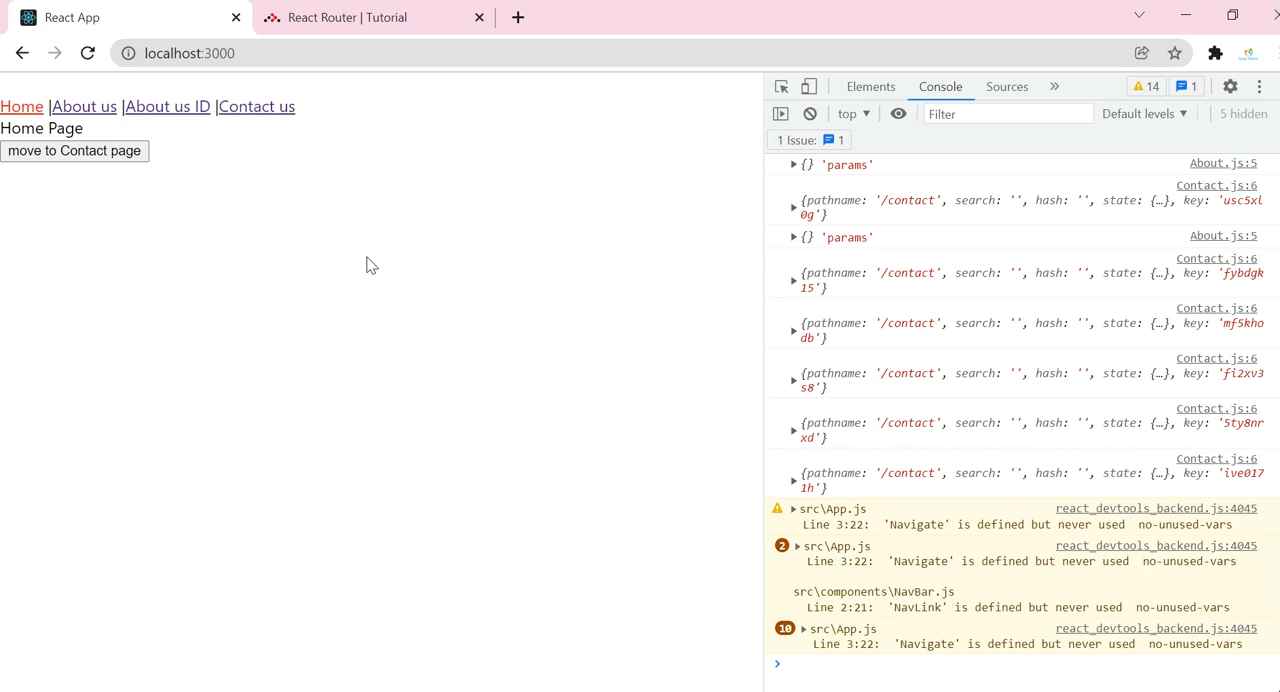 React App
React Router | Tutorial
localhost:3000
Home |About us |About us ID |Contact us
Home Page
move to Contact page
Elements Console Sources 14 1
top Filter Default levels 5 hidden
1 Issue: 1
{} 'params' About.js:5
Contact.js:6
{pathname: '/contact', search: '', hash: '', state: {…}, key: 'usc5xl
0g'}
{} 'params' About.js:5
Contact.js:6
{pathname: '/contact', search: '', hash: '', state: {…}, key: 'fybdgk
15'}
Contact.js:6
{pathname: '/contact', search: '', hash: '', state: {…}, key: 'mf5kho
db'}
Contact.js:6
{pathname: '/contact', search: '', hash: '', state: {…}, key: 'fi2xv3
s8'}
Contact.js:6
{pathname: '/contact', search: '', hash: '', state: {…}, key: '5ty8nr
xd'}
Contact.js:6
{pathname: '/contact', search: '', hash: '', state: {…}, key: 'ive017
1h'}
src\App.js react_devtools_backend.js:4045
Line 3:22: 'Navigate' is defined but never used no-unused-vars
2 src\App.js react_devtools_backend.js:4045
Line 3:22: 'Navigate' is defined but never used no-unused-vars
src\components\NavBar.js
Line 2:21: 'NavLink' is defined but never used no-unused-vars
10 src\App.js react_devtools_backend.js:4045
Line 3:22: 'Navigate' is defined but never used no-unused-vars